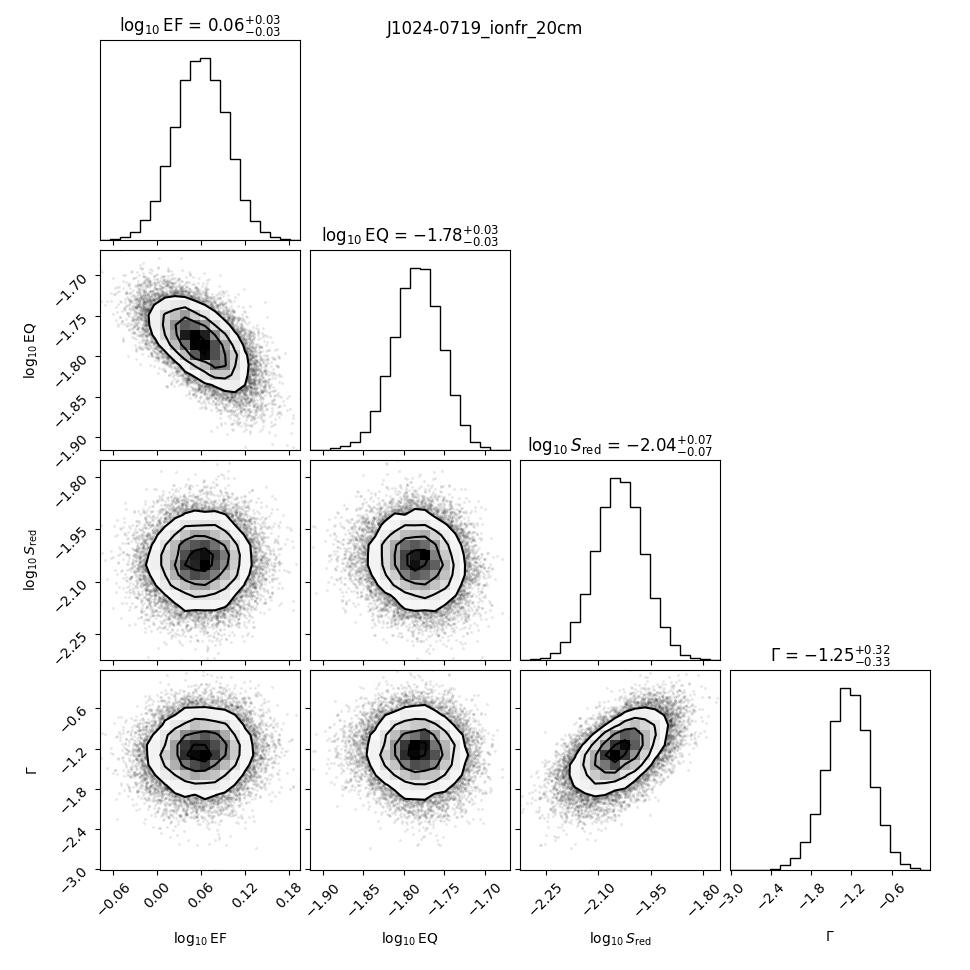 J1024-0719_ionfr_20cm
log₁₀ EF = 0.06+0.03−0.03
log₁₀ EQ = −1.78+0.03−0.03
log₁₀ EQ
−1.70
−1.75
−1.80
−1.85
−1.90
log₁₀ Sred = −2.04+0.07−0.07
log₁₀ Sred
−1.80
−1.95
−2.10
−2.25
Γ = −1.25+0.32−0.33
Γ
−0.6
−1.2
−1.8
−2.4
−3.0
−0.06 0.00 0.06 0.12 0.18
−1.90 −1.85 −1.80 −1.75 −1.70
−2.25 −2.10 −1.95 −1.80
−3.0 −2.4 −1.8 −1.2 −0.6
log₁₀ EF log₁₀ EQ log₁₀ Sred Γ